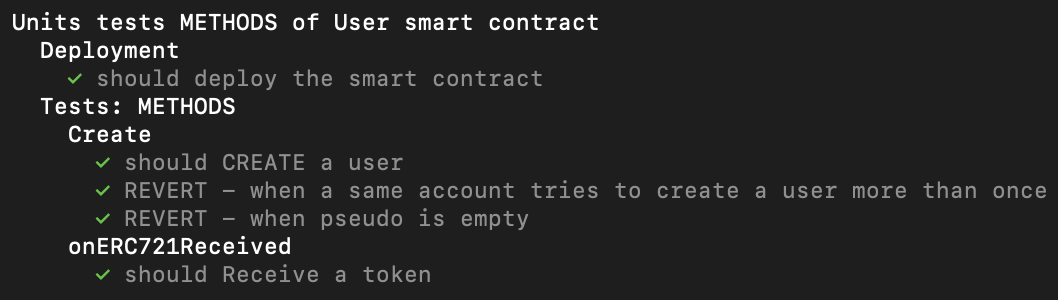 Units tests METHODS of User smart contract
Deployment
✓ should deploy the smart contract
Tests: METHODS
Create
✓ should CREATE a user
✓ REVERT – when a same account tries to create a user more than once
✓ REVERT – when pseudo is empty
onERC721Received
✓ should Receive a token